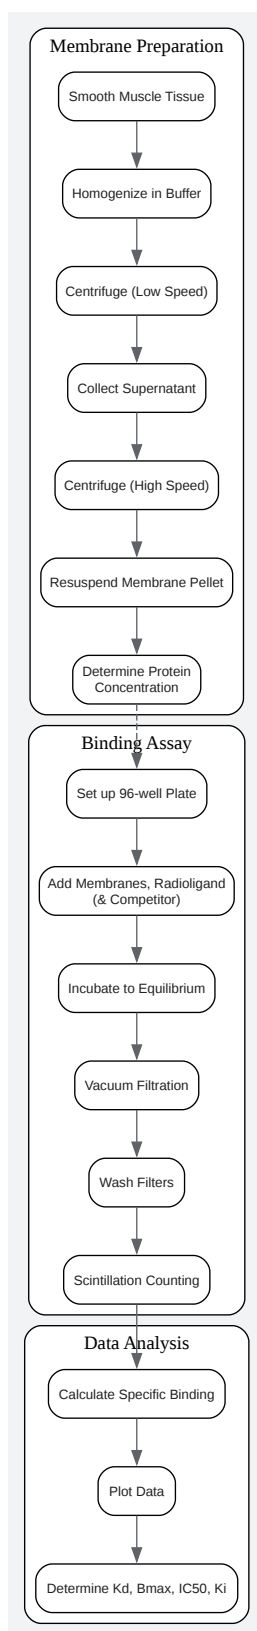 Membrane Preparation
Smooth Muscle Tissue
Homogenize in Buffer
Centrifuge (Low Speed)
Collect Supernatant
Centrifuge (High Speed)
Resuspend Membrane Pellet
Determine Protein
Concentration
Binding Assay
Set up 96-well Plate
Add Membranes, Radioligand
(& Competitor)
Incubate to Equilibrium
Vacuum Filtration
Wash Filters
Scintillation Counting
Data Analysis
Calculate Specific Binding
Plot Data
Determine Kd, Bmax, IC50, Ki